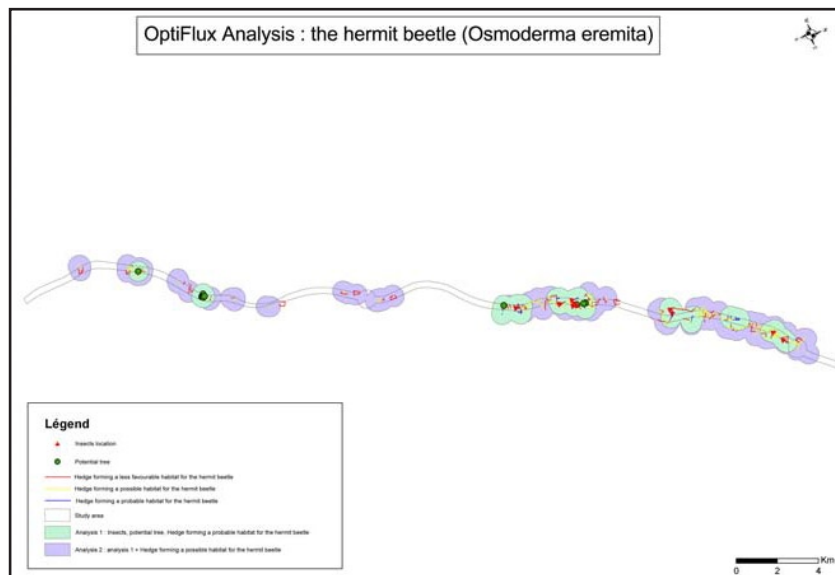 OptiFlux Analysis : the hermit beetle (Osmoderma eremita)
Légend
Insects location
Potential tree
Hedge forming a less favourable habitat for the hermit beetle
Hedge forming a possible habitat for the hermit beetle
Hedge forming a probable habitat for the hermit beetle
Study area
Analysis 1 : Insects, potential tree, Hedge forming a probable habitat for the hermit beetle
Analysis 2 : analysis 1 + Hedge forming a possible habitat for the hermit beetle
Km
0 2 4